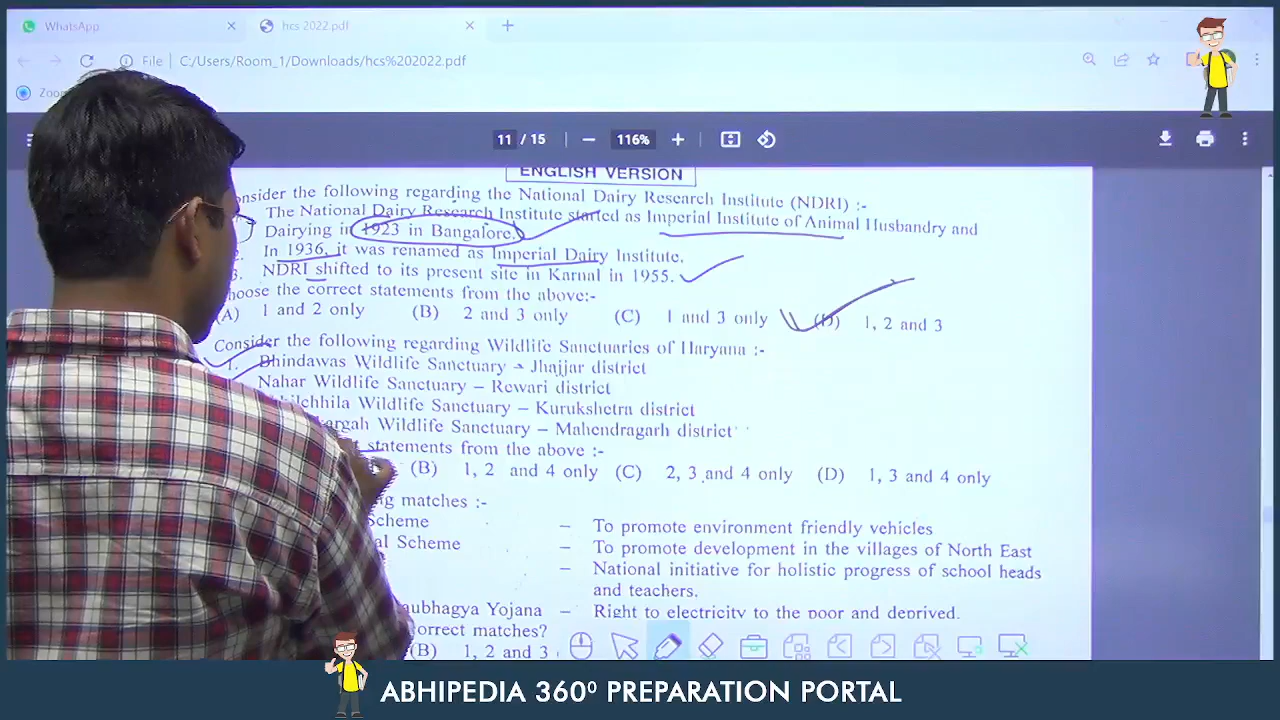 WhatsApp
hcs 2022.pdf
File
C:/Users/Room_1/Downloads/hcs%202022.pdf
11 / 15
116%
ENGLISH VERSION
the following regarding the National Dairy Research Institute (NDRI) :-
The National Dairy Research Institute started as Imperial Institute of Animal Husbandry and
Dairying in 1923 in Bangalore.
In 1936, it was renamed as Imperial Dairy Institute.
3. NDRI shifted to its present site in Karnal in 1955.
the correct statements from the above:-
(A) 1 and 2 only (B) 2 and 3 only (C) 1 and 3 only (D) 1, 2 and 3
Consider the following regarding Wildlife Sanctuaries of Haryana :-
1. Bhindawas Wildlife Sanctuary - Jhajjar district
Nahar Wildlife Sanctuary – Rewari district
Wildlife Sanctuary – Kurukshetra district
Wildlife Sanctuary – Mahendragarh district
statements from the above :-
(B) 1, 2 and 4 only (C) 2, 3 and 4 only (D) 1, 3 and 4 only
matches :-
Scheme – To promote environment friendly vehicles
Scheme – To promote development in the villages of North East
– National initiative for holistic progress of school heads
and teachers.
Yojana – Right to electricity to the poor and deprived.
matches?
(B) 1, 2 and 3
ABHIPEDIA 360⁰ PREPARATION PORTAL